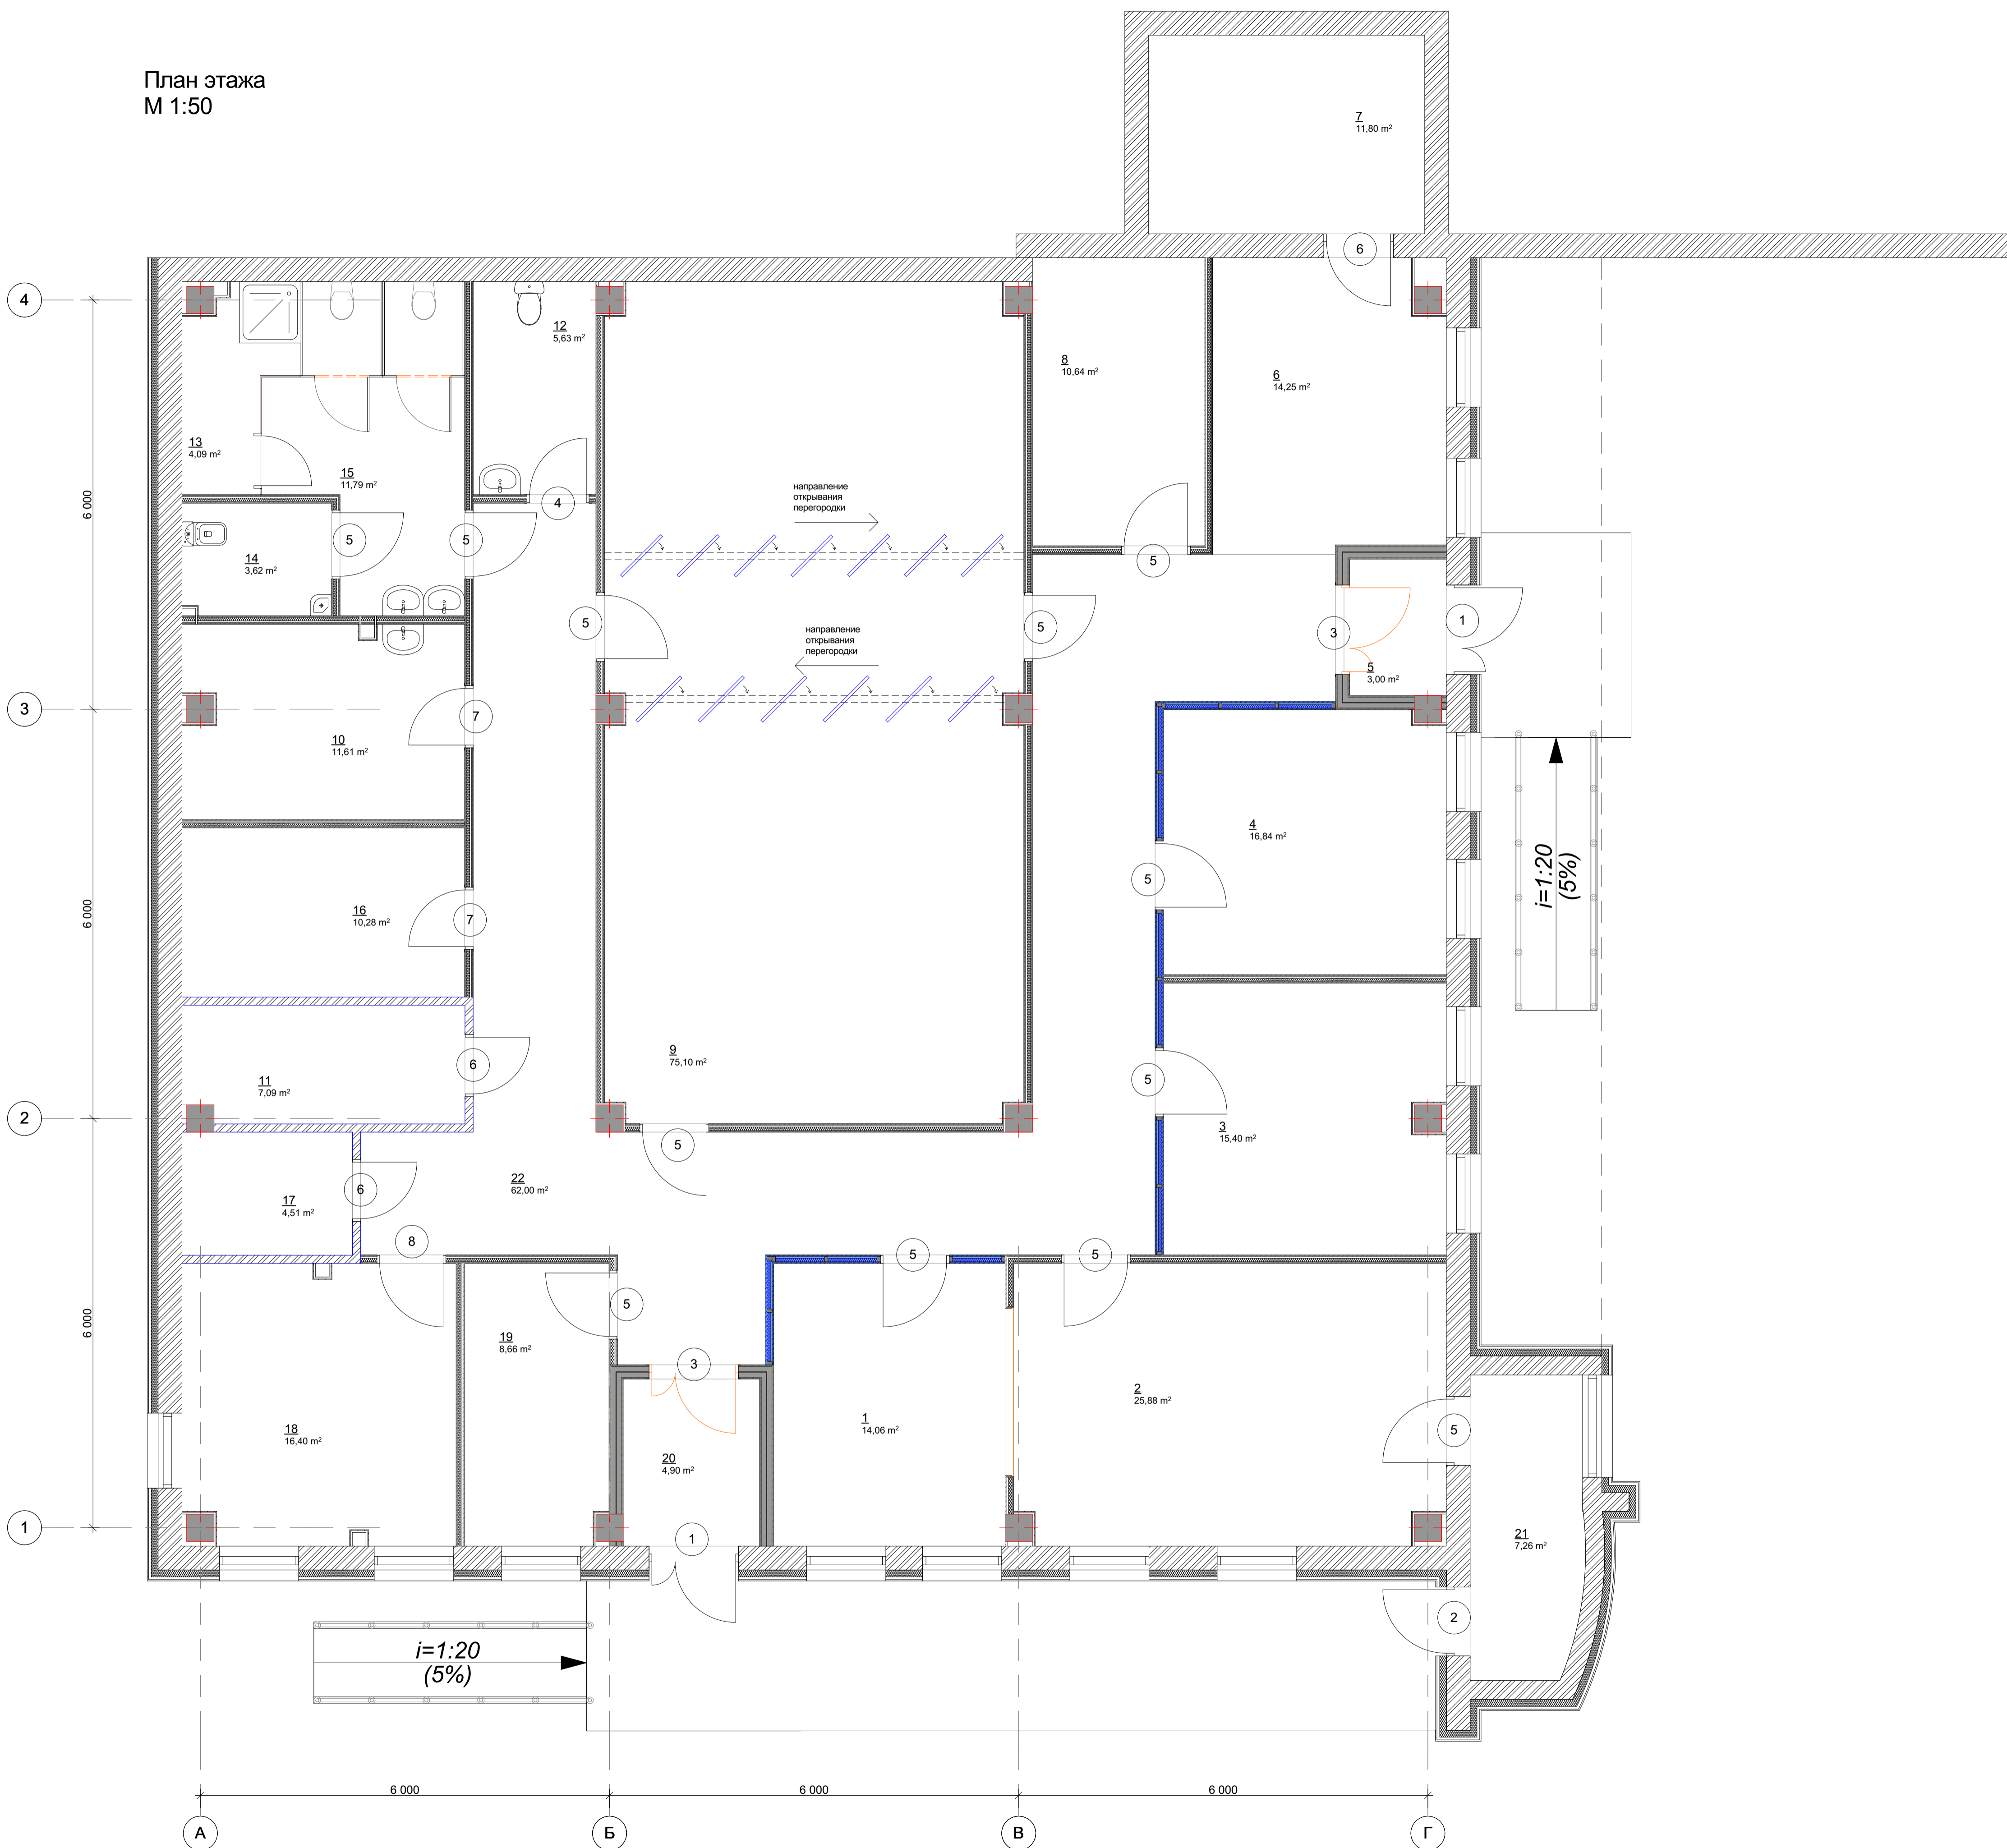 План этажа
М 1:50
7
11,80 m²
6
4
12
5,63 m²
8
10,64 m²
6
14,25 m²
13
4,09 m²
15
11,79 m²
направление
открывания
перегородки
4
6 000
5
5
14
3,62 m²
5
5
5
3
1
направление
открывания
перегородки
5
3,00 m²
3
7
10
11,61 m²
4
16,84 m²
i=1:20
(5%)
5
6 000
16
10,28 m²
7
9
75,10 m²
6
11
7,09 m²
5
2
3
15,40 m²
5
22
62,00 m²
17
4,51 m²
6
8
5
5
6 000
5
19
8,66 m²
3
2
25,88 m²
1
14,06 m²
18
16,40 m²
5
20
4,90 m²
1
1
21
7,26 m²
2
i=1:20
(5%)
6 000
6 000
6 000
А
Б
В
Г